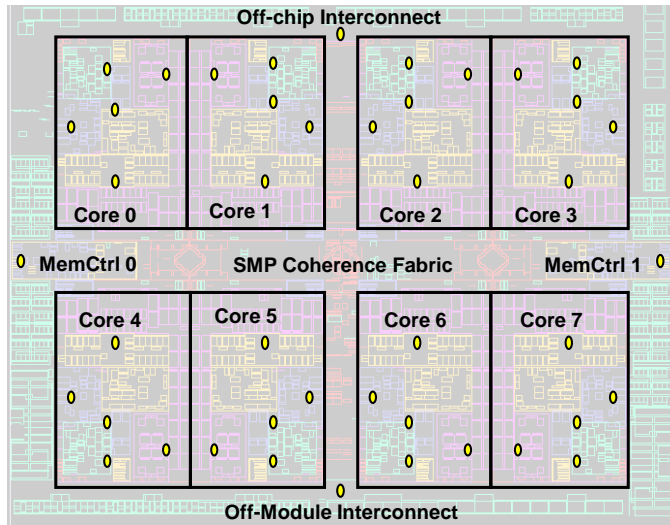 Off-chip Interconnect
Core 0
Core 1
Core 2
Core 3
MemCtrl 0
SMP Coherence Fabric
MemCtrl 1
Core 4
Core 5
Core 6
Core 7
Off-Module Interconnect